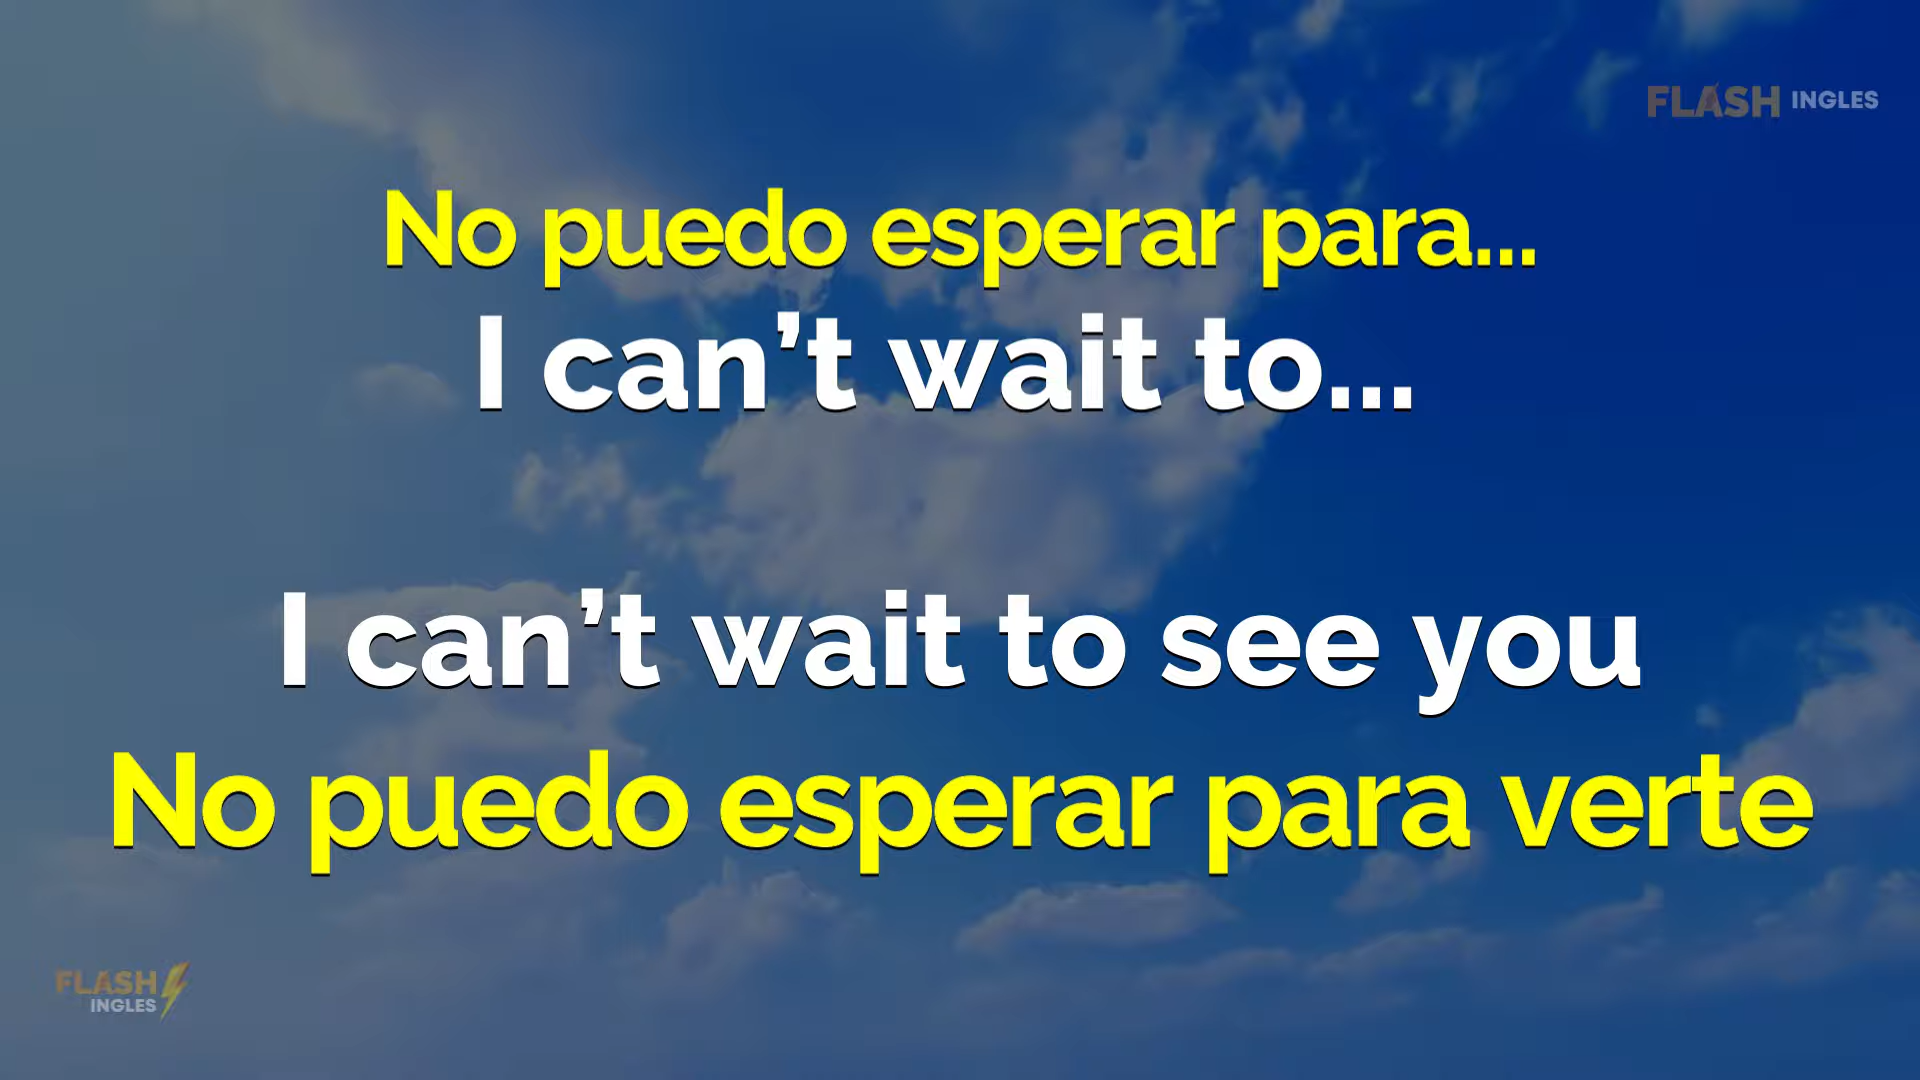 FLASH INGLES
No puedo esperar para...
I can’t wait to...
I can’t wait to see you
No puedo esperar para verte
FLASH
INGLES